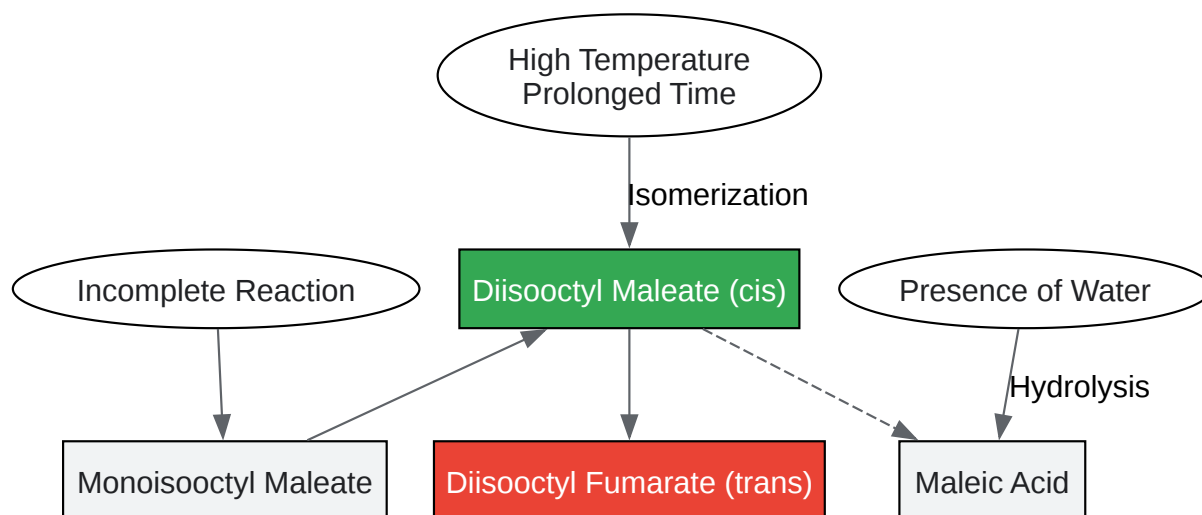 High Temperature
Prolonged Time
Isomerization
Incomplete Reaction
Diisooctyl Maleate (cis)
Presence of Water
Hydrolysis
Monoisooctyl Maleate
Diisooctyl Fumarate (trans)
Maleic Acid